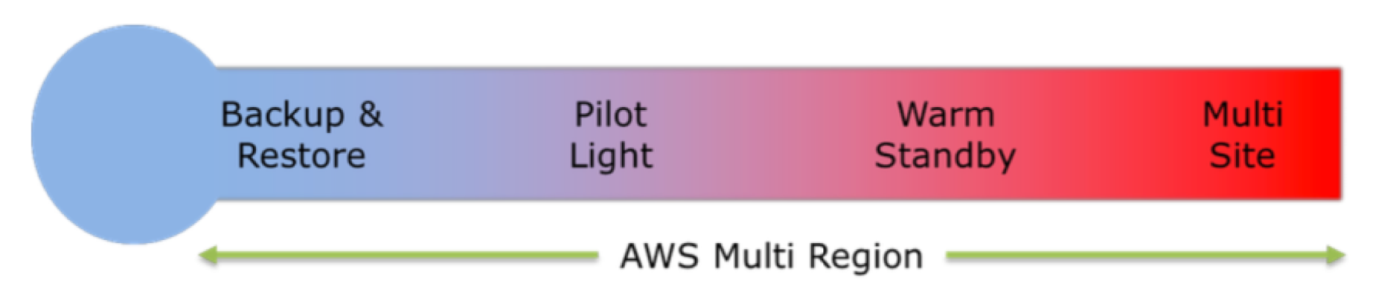 Backup &
Restore
Pilot
Light
Warm
Standby
Multi
Site
AWS Multi Region